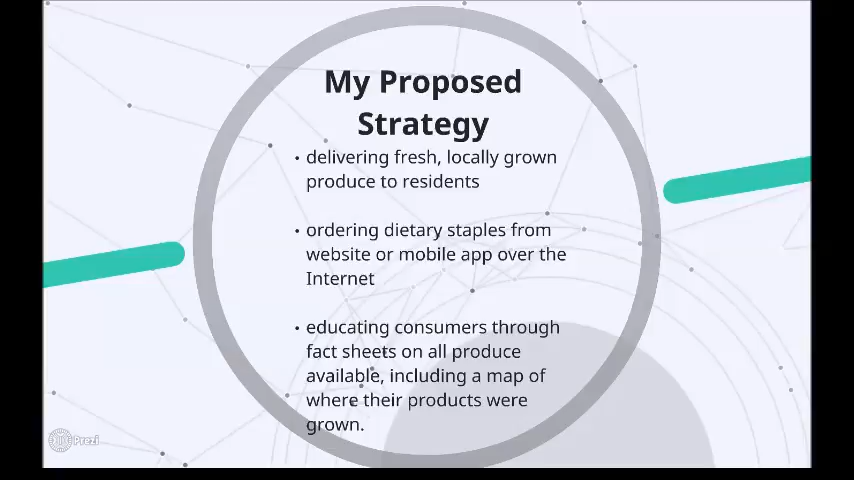 My Proposed
Strategy
• delivering fresh, locally grown
produce to residents
• ordering dietary staples from
website or mobile app over the
Internet
• educating consumers through
fact sheets on all produce
available, including a map of
where their products were
grown.
Prezi